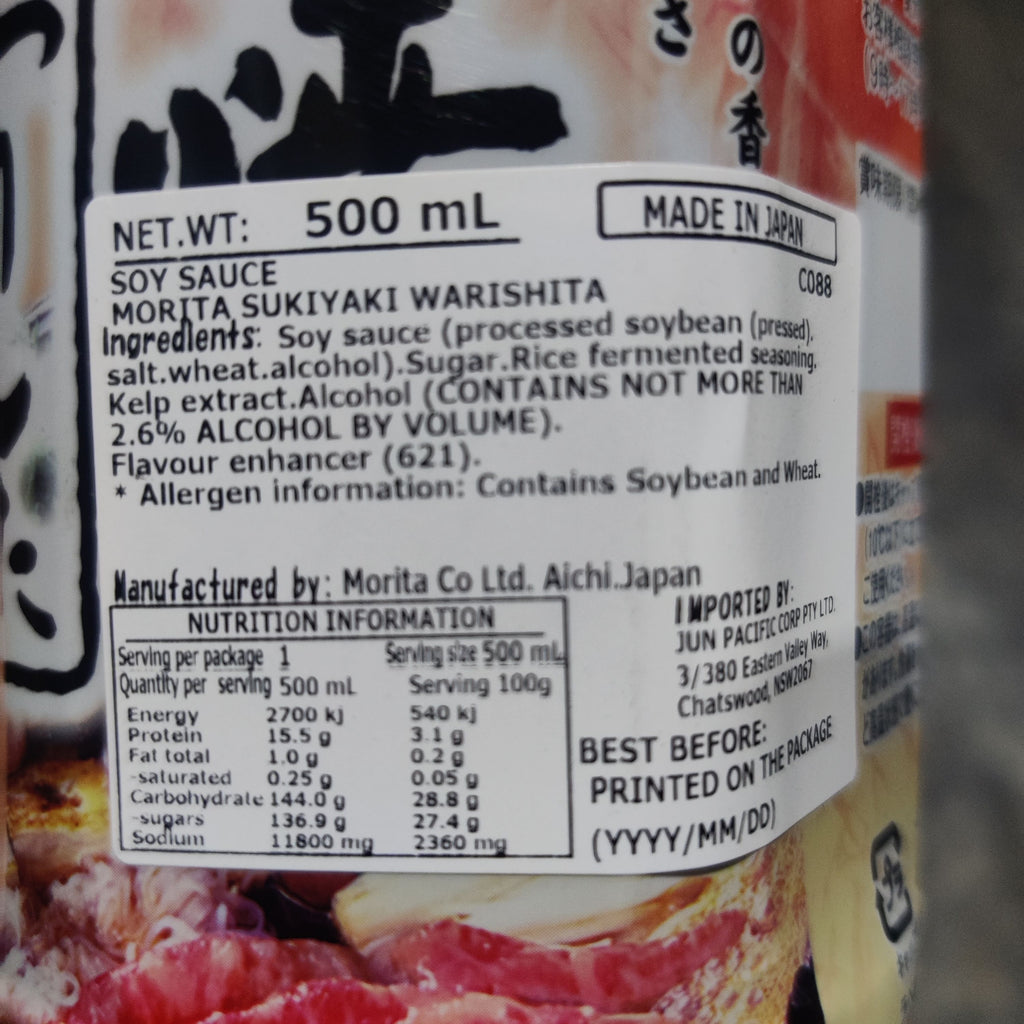 さ
の香
NET.WT: 500 mL
MADE IN JAPAN
C088
SOY SAUCE
MORITA SUKIYAKI WARISHITA
Ingredients: Soy sauce (processed soybean (pressed).
salt.wheat.alcohol).Sugar.Rice fermented seasoning.
Kelp extract.Alcohol (CONTAINS NOT MORE THAN
2.6% ALCOHOL BY VOLUME).
Flavour enhancer (621).
* Allergen information: Contains Soybean and Wheat.
Manufactured by: Morita Co Ltd. Aichi.Japan
NUTRITION INFORMATION
Serving per package 1 Serving size 500 mL
Quantity per serving 500 mL Serving 100g
Energy 2700 kj 540 kj
Protein 15.5 g 3.1 g
Fat total 1.0 g 0.2 g
-saturated 0.25 g 0.05 g
Carbohydrate 144.0 g 28.8 g
-sugars 136.9 g 27.4 g
Sodium 11800 mg 2360 mg
IMPORTED BY:
JUN PACIFIC CORP PTY LTD.
3/380 Eastern Valley Way,
Chatswood, NSW2067
BEST BEFORE:
PRINTED ON THE PACKAGE
(YYYY/MM/DD)
賞味期限